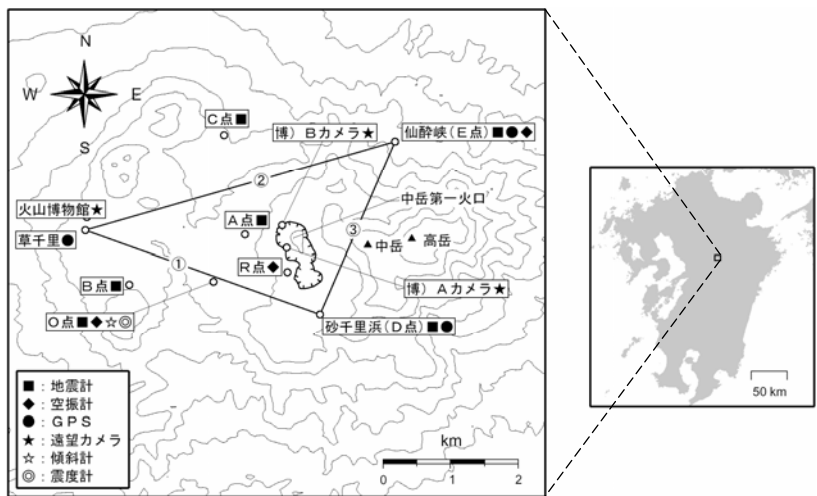 N
W E
S
C点■
博）Bカメラ★
仙酔峡（E点）■●◆
②
中岳第一火口
火山博物館★
草千里●
A点■
③
▲中岳
▲高岳
①
R点◆
B点■
博）Aカメラ★
O点■◆☆◎
砂千里浜（D点）■●
■：地震計
◆：空振計
●：GPS
★：遠望カメラ
☆：傾斜計
◎：震度計
km
0 1 2
50 km